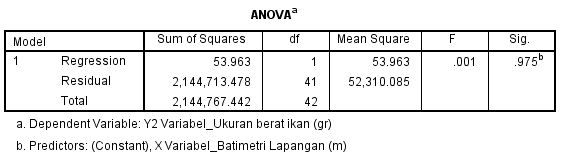 ANOVAa
Model Sum of Squares df Mean Square F Sig.
1 Regression 53.963 1 53.963 .001 .975b
Residual 2,144,713.478 41 52,310.085
Total 2,144,767.442 42
a. Dependent Variable: Y2 Variabel_Ukuran berat ikan (gr)
b. Predictors: (Constant), X Variabel_Batimetri Lapangan (m)